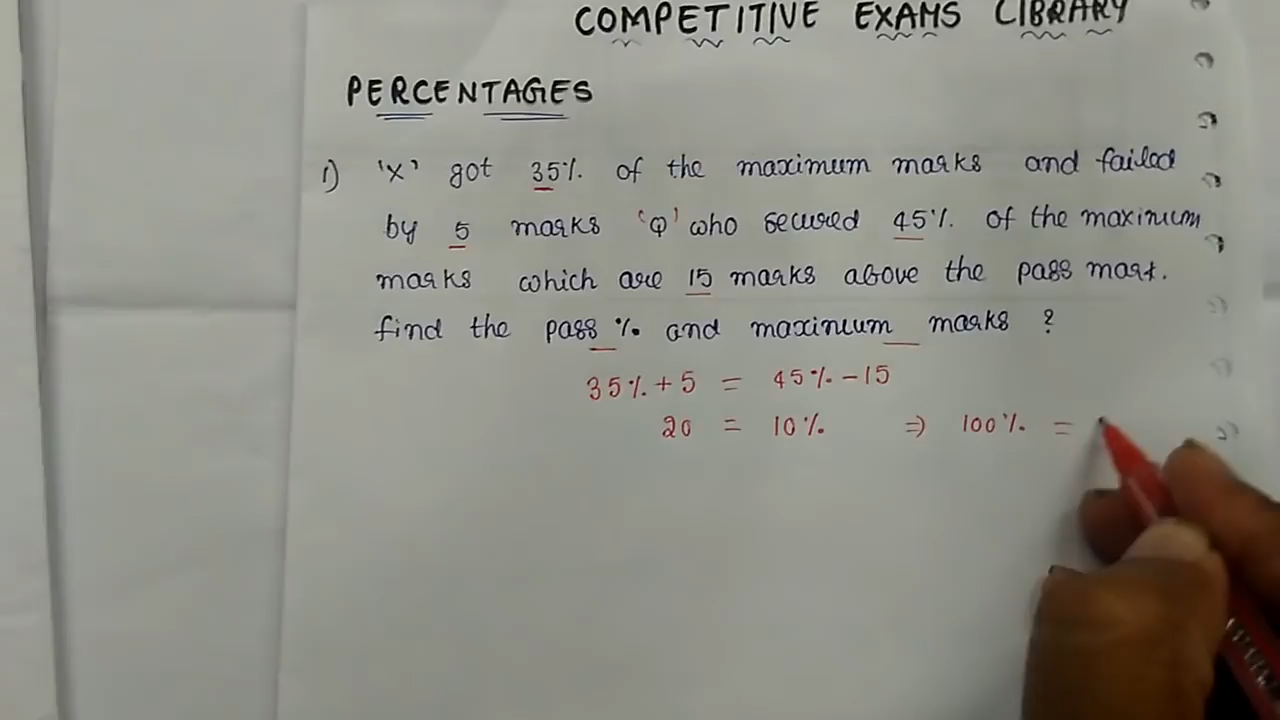 COMPETITIVE EXAMS LIBRARY
PERCENTAGES
1) 'X' got 35% of the maximum marks and failed
by 5 marks 'Q' who secured 45% of the maximum
marks which are 15 marks above the pass mark.
find the pass % and maximum marks ?
35% + 5 = 45% - 15
20 = 10% ⇒ 100% =